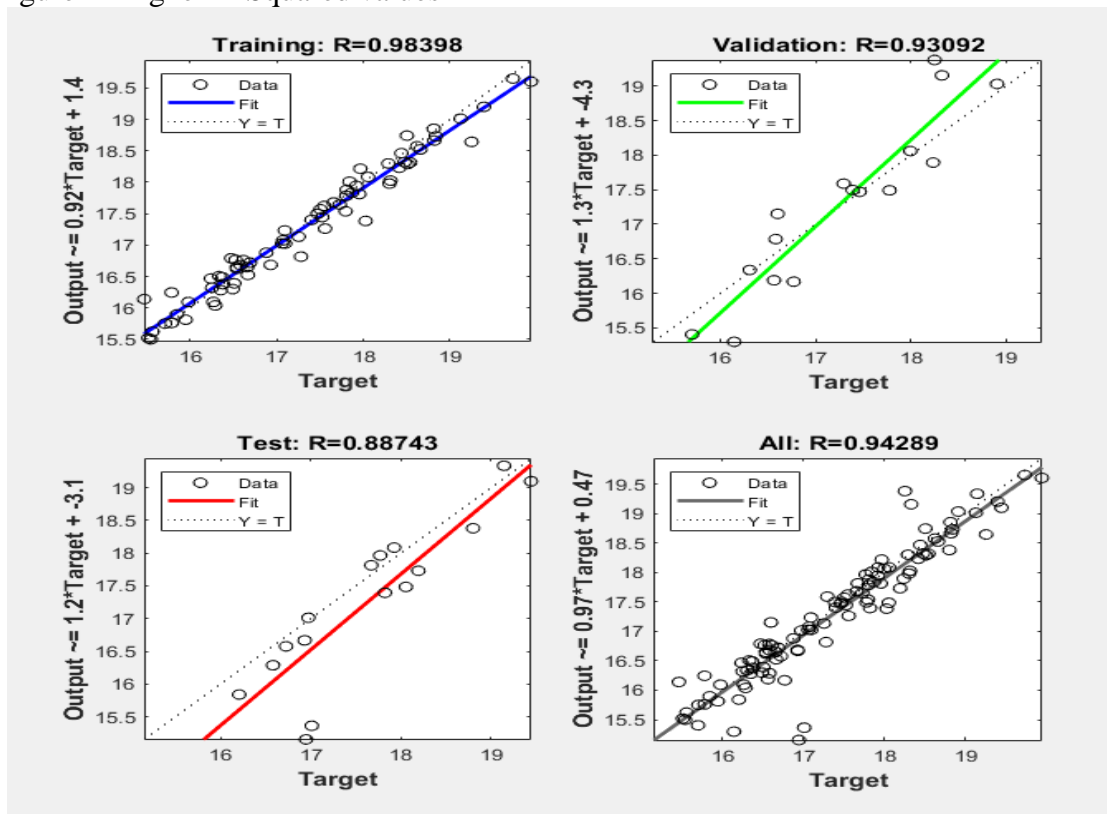 Training: R=0.98398
Output ~= 0.92*Target + 1.4
Data
Fit
Y = T
19.5
19
18.5
18
17.5
17
16.5
16
15.5
16 17 18 19
Target
Validation: R=0.93092
Output ~= 1.3*Target + -4.3
Data
Fit
Y = T
19
18.5
18
17.5
17
16.5
16
15.5
16 17 18 19
Target
Test: R=0.88743
Output ~= 1.2*Target + -3.1
Data
Fit
Y = T
19
18.5
18
17.5
17
16.5
16
15.5
16 17 18 19
Target
All: R=0.94289
Output ~= 0.97*Target + 0.47
Data
Fit
Y = T
19.5
19
18.5
18
17.5
17
16.5
16
15.5
16 17 18 19
Target